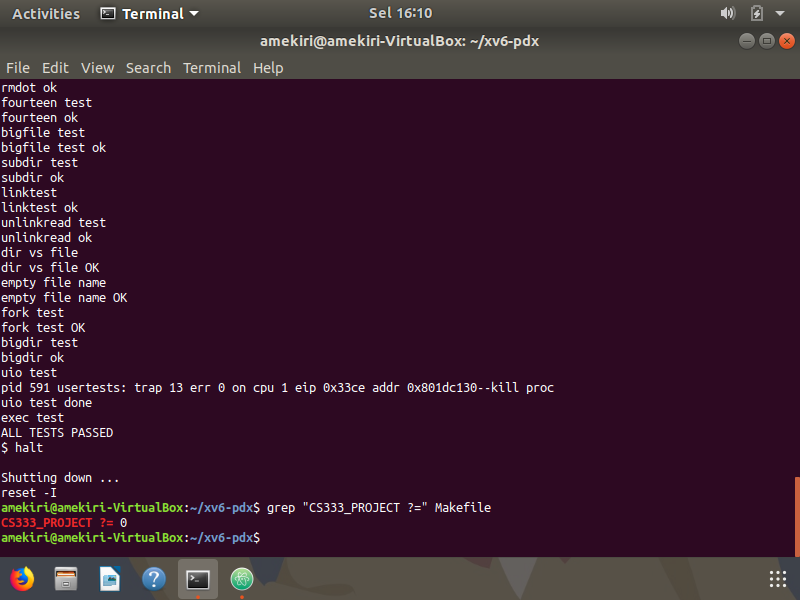 Activities Terminal Sel 16:10
amekiri@amekiri-VirtualBox: ~/xv6-pdx
File Edit View Search Terminal Help
rmdot ok
fourteen test
fourteen ok
bigfile test
bigfile test ok
subdir test
subdir ok
linktest
linktest ok
unlinkread test
unlinkread ok
dir vs file
dir vs file OK
empty file name
empty file name OK
fork test
fork test OK
bigdir test
bigdir ok
uio test
pid 591 usertests: trap 13 err 0 on cpu 1 eip 0x33ce addr 0x801dc130--kill proc
uio test done
exec test
ALL TESTS PASSED
$ halt
Shutting down ...
reset -I
amekiri@amekiri-VirtualBox:~/xv6-pdx$ grep "CS333_PROJECT ?=" Makefile
CS333_PROJECT ?= 0
amekiri@amekiri-VirtualBox:~/xv6-pdx$